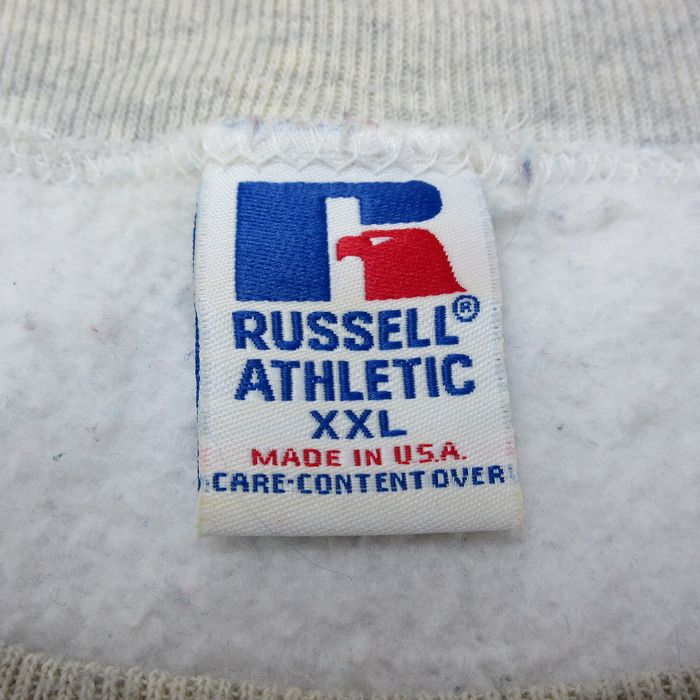 RUSSELL®
ATHLETIC
XXL
MADE IN U.S.A.
CARE-CONTENT OVER